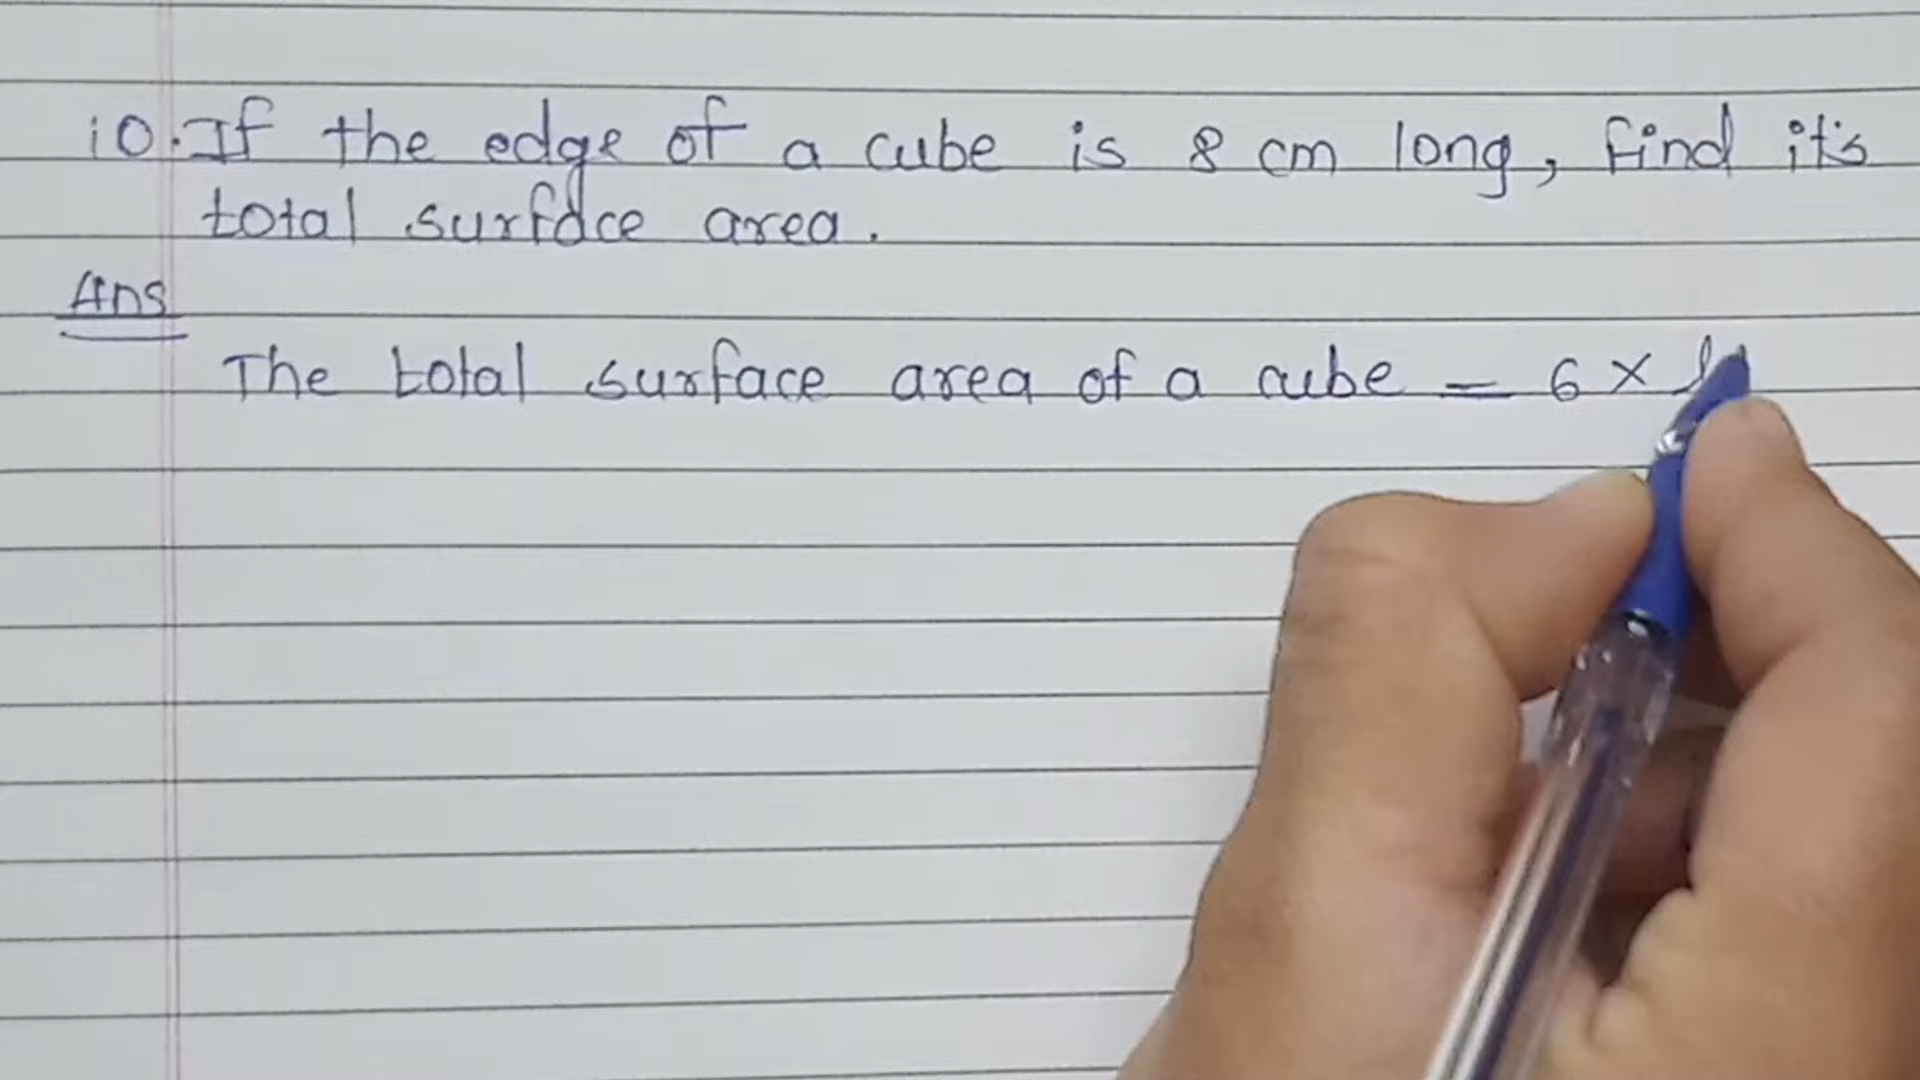 10. If the edge of a cube is 8 cm long, find it's
total surface area.
Ans
The total surface area of a cube = 6 × l